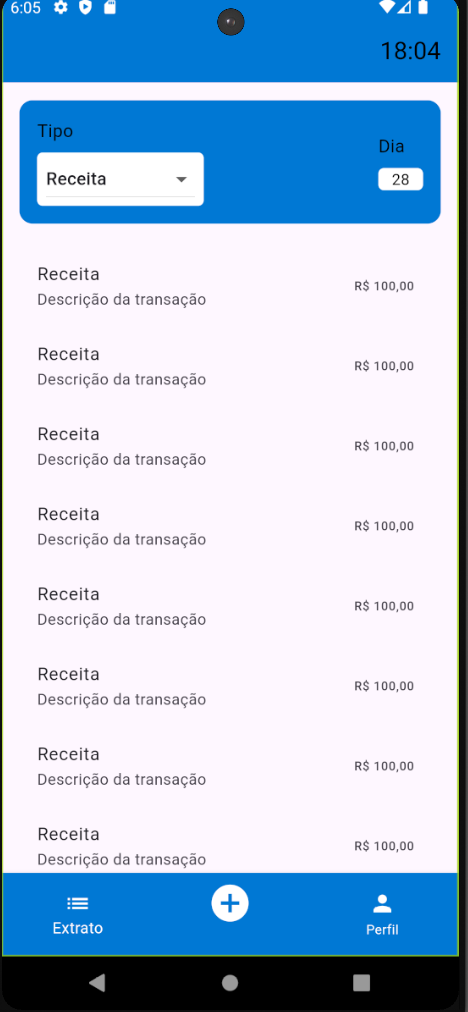 6:05
18:04
Tipo
Dia
Receita
28
Receita
Descrição da transação
R$ 100,00
Receita
Descrição da transação
R$ 100,00
Receita
Descrição da transação
R$ 100,00
Receita
Descrição da transação
R$ 100,00
Receita
Descrição da transação
R$ 100,00
Receita
Descrição da transação
R$ 100,00
Receita
Descrição da transação
R$ 100,00
Receita
Descrição da transação
R$ 100,00
Extrato
Perfil